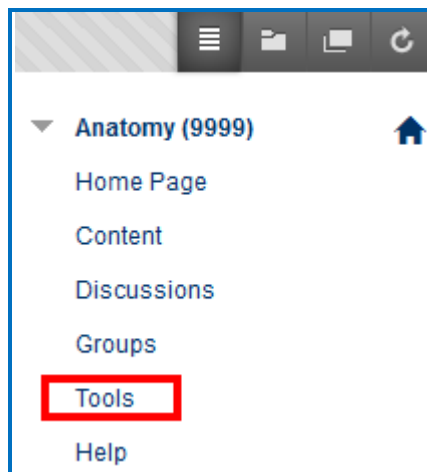 Anatomy (9999)
Home Page
Content
Discussions
Groups
Tools
Help